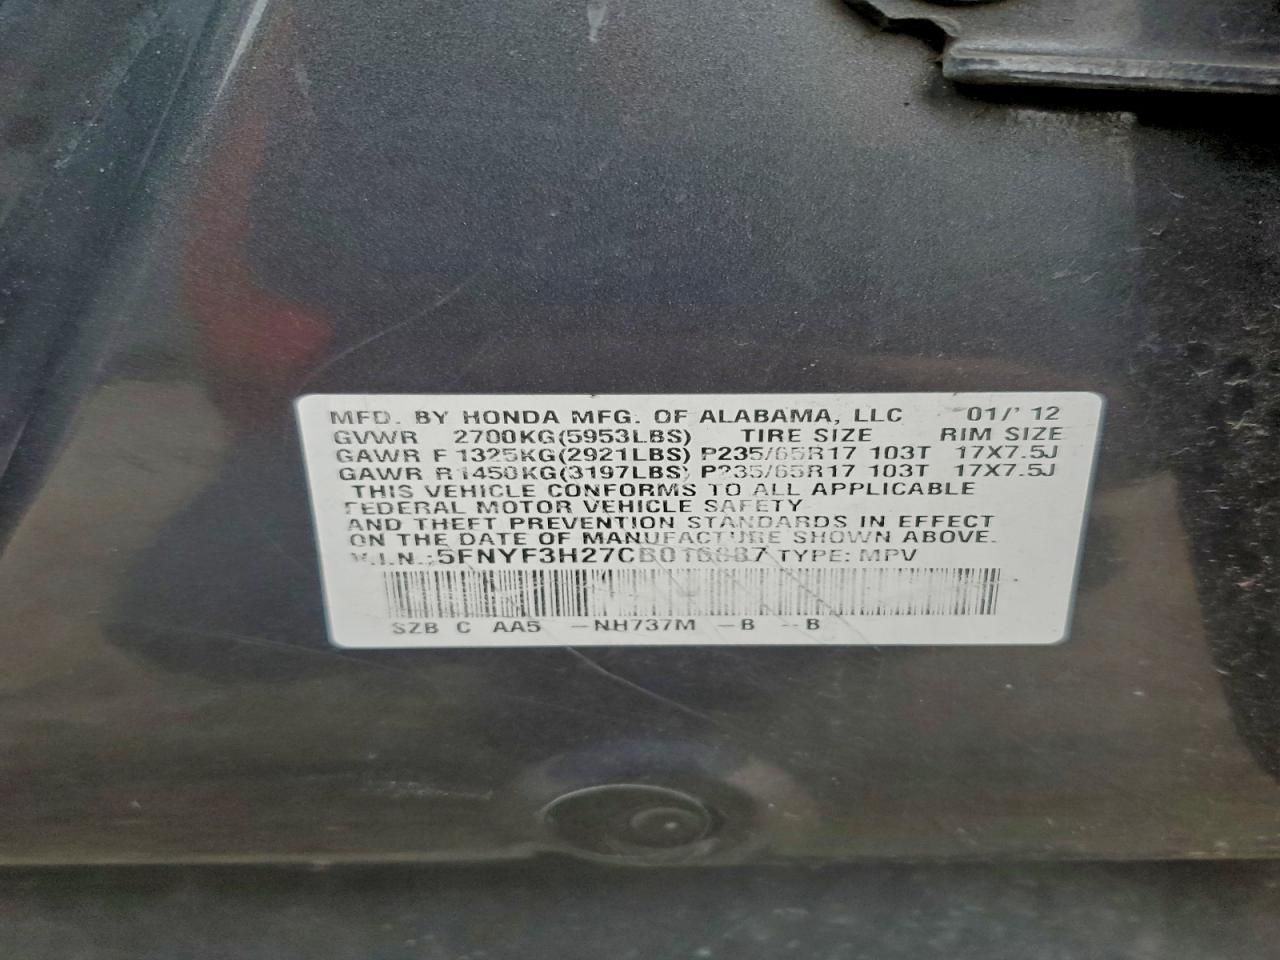 MFD. BY HONDA MFG. OF ALABAMA, LLC 01/' 12
GVWR 2700KG(5953LBS) TIRE SIZE RIM SIZE
GAWR F 1325KG(2921LBS) P235/65R17 103T 17X7.5J
GAWR R 1450KG(3197LBS) P235/65R17 103T 17X7.5J
THIS VEHICLE CONFORMS TO ALL APPLICABLE
FEDERAL MOTOR VEHICLE SAFETY
AND THEFT PREVENTION STANDARDS IN EFFECT
ON THE DATE OF MANUFACTURE SHOWN ABOVE.
V.I.N.: TYPE: MPV
SZB C AA5 -NH737M -B -B